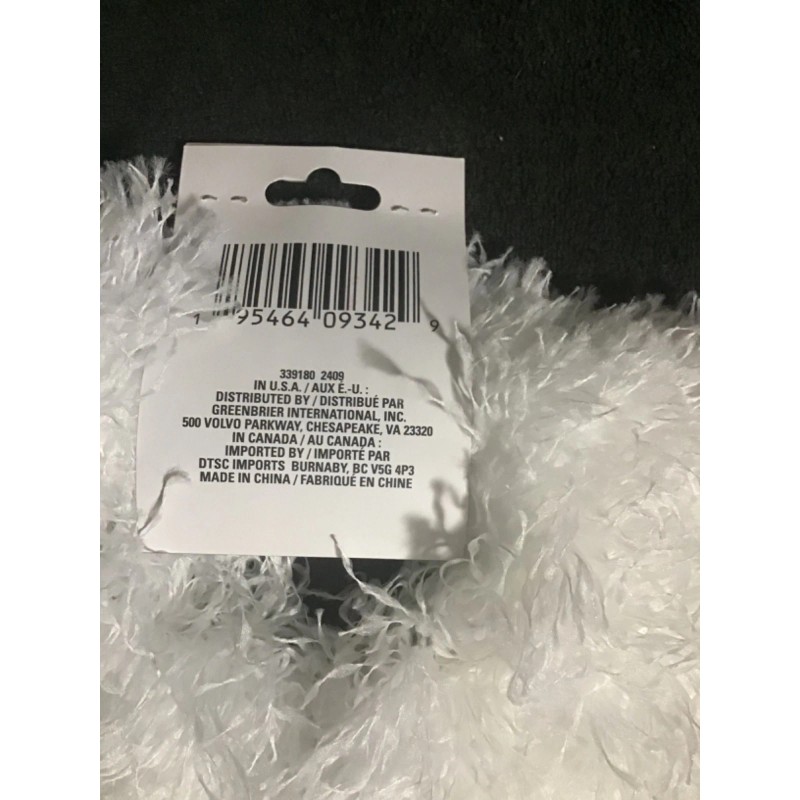 1 95464 09342 9
339180 2409
IN U.S.A. / AUX É.-U. :
DISTRIBUTED BY / DISTRIBUÉ PAR
GREENBRIER INTERNATIONAL, INC.
500 VOLVO PARKWAY, CHESAPEAKE, VA 23320
IN CANADA / AU CANADA :
IMPORTED BY / IMPORTÉ PAR
DTSC IMPORTS BURNABY, BC V5G 4P3
MADE IN CHINA / FABRIQUÉ EN CHINE